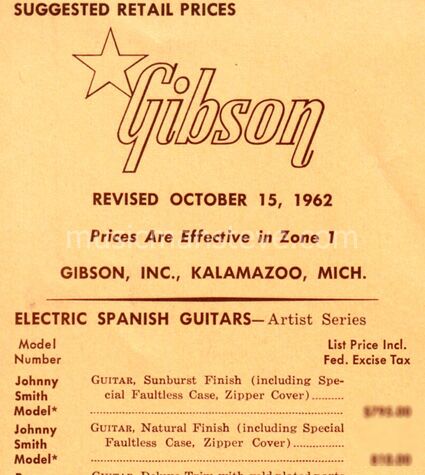 SUGGESTED RETAIL PRICES
Gibson
REVISED OCTOBER 15, 1962
Prices Are Effective in Zone 1
GIBSON, INC., KALAMAZOO, MICH.
ELECTRIC SPANISH GUITARS—Artist Series
Model List Price Incl.
Number Fed. Excise Tax
Johnny GUITAR, Sunburst Finish (including Spe-
Smith cial Faultless Case, Zipper Cover)..........
Model*
Johnny GUITAR, Natural Finish (including Special
Smith Faultless Case, Zipper Cover)..............
Model*